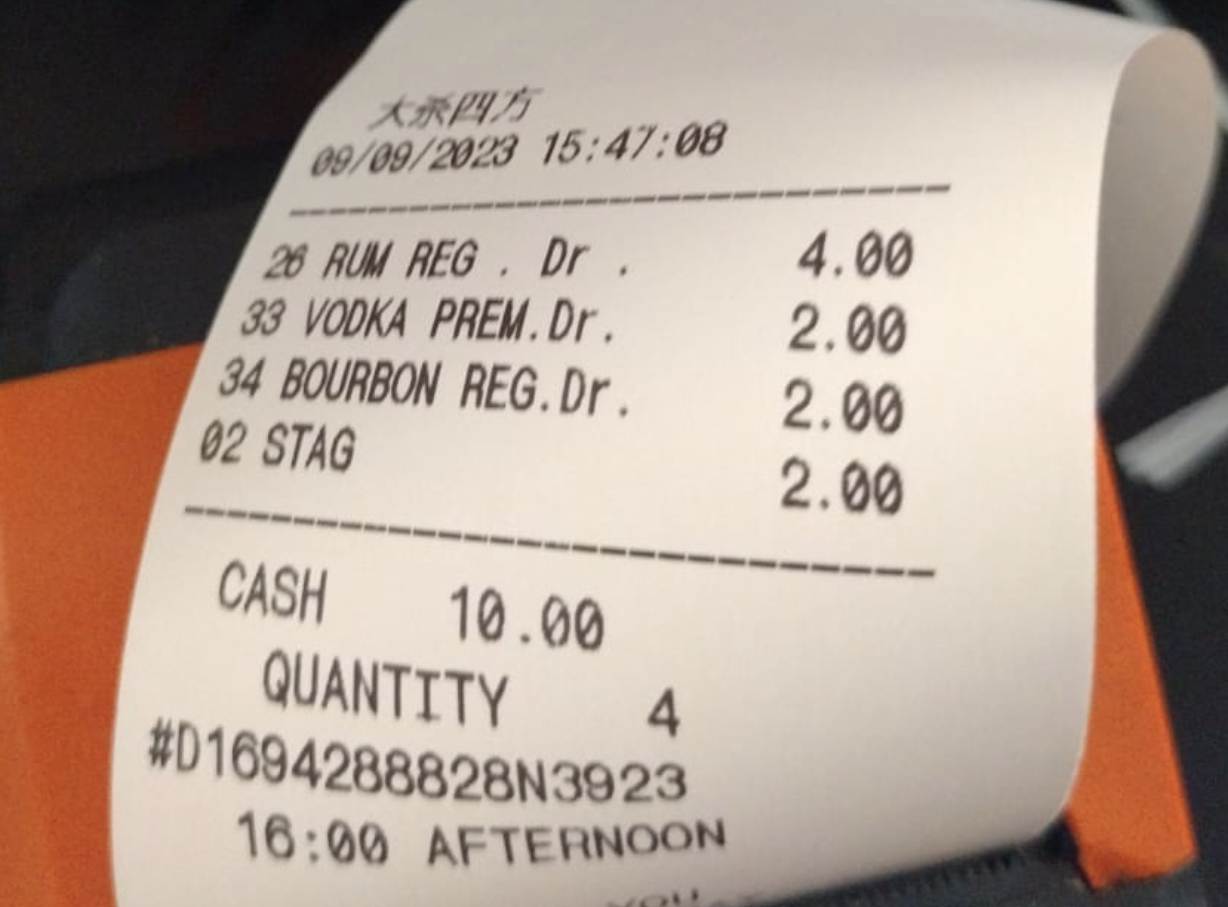 大杀四方
09/09/2023 15:47:08
26 RUM REG . Dr . 4.00
33 VODKA PREM.Dr. 2.00
34 BOURBON REG.Dr. 2.00
02 STAG 2.00
CASH 10.00
QUANTITY 4
#D1694288828N3923
16:00 AFTERNOON
YOU